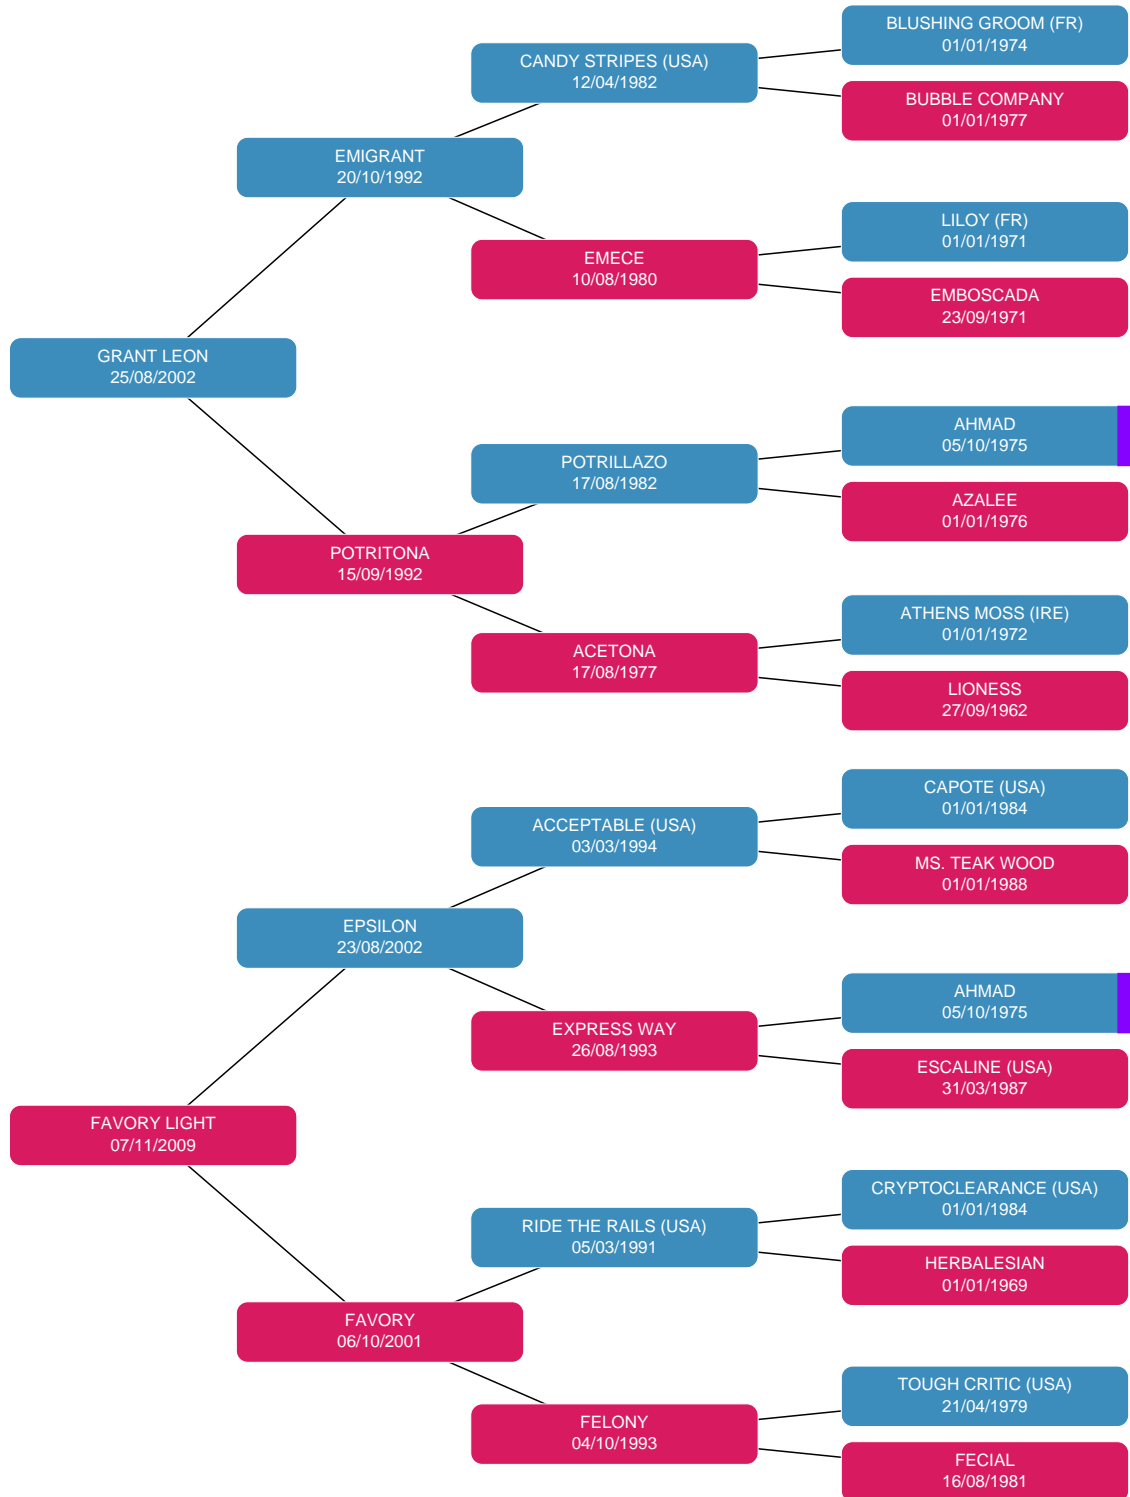 BLUSHING GROOM (FR)
01/01/1974
CANDY STRIPES (USA)
12/04/1982
BUBBLE COMPANY
01/01/1977
EMIGRANT
20/10/1992
LILOY (FR)
01/01/1971
EMECE
10/08/1980
EMBOSCADA
23/09/1971
GRANT LEON
25/08/2002
AHMAD
05/10/1975
POTRILLAZO
17/08/1982
AZALEE
01/01/1976
POTRITONA
15/09/1992
ATHENS MOSS (IRE)
01/01/1972
ACETONA
17/08/1977
LIONESS
27/09/1962
CAPOTE (USA)
01/01/1984
ACCEPTABLE (USA)
03/03/1994
MS. TEAK WOOD
01/01/1988
EPSILON
23/08/2002
AHMAD
05/10/1975
EXPRESS WAY
26/08/1993
ESCALINE (USA)
31/03/1987
FAVORY LIGHT
07/11/2009
CRYPTOCLEARANCE (USA)
01/01/1984
RIDE THE RAILS (USA)
05/03/1991
HERBALESIAN
01/01/1969
FAVORY
06/10/2001
TOUGH CRITIC (USA)
21/04/1979
FELONY
04/10/1993
FECIAL
16/08/1981